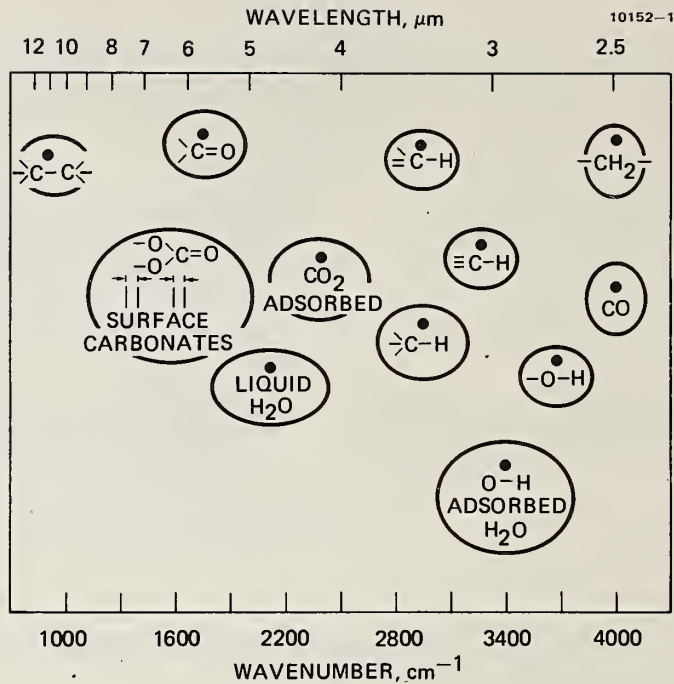 WAVELENGTH, μm
10152-1
12 10 8 7 6 5 4 3 2.5
C=O
=C-H
-CH2-
C-C
-O
-O C=O
SURFACE
CARBONATES
CO2
ADSORBED
≡C-H
CO
C-H
LIQUID
H2O
-O-H
O-H
ADSORBED
H2O
1000 1600 2200 2800 3400 4000
WAVENUMBER, cm-1